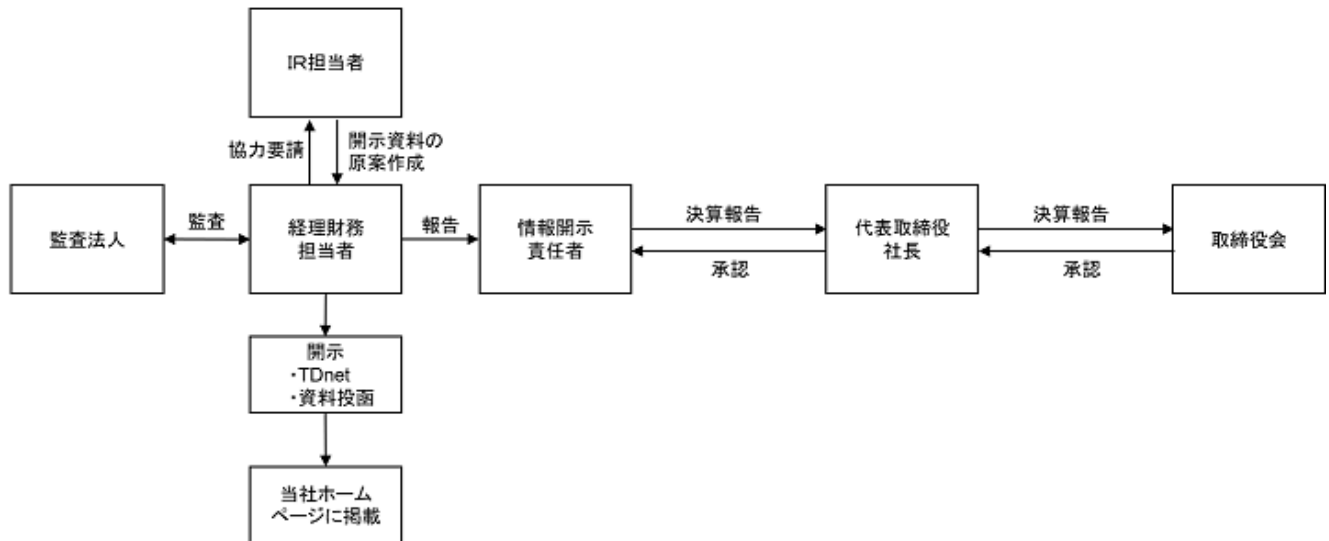 IR担当者
協力要請
開示資料の
原案作成
監査法人
監査
経理財務
担当者
報告
情報開示
責任者
決算報告
承認
代表取締役
社長
決算報告
承認
取締役会
開示
・TDnet
・資料投函
当社ホーム
ページに掲載